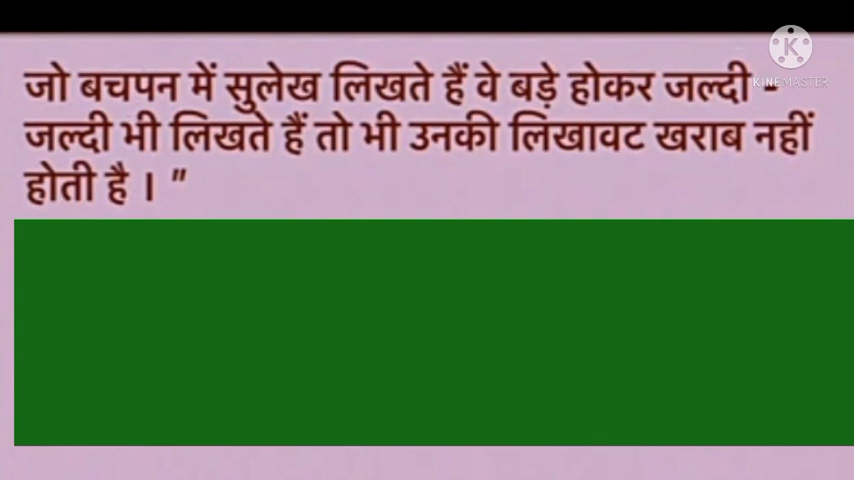 जो बचपन में सुलेख लिखते हैं वे बड़े होकर जल्दी -
जल्दी भी लिखते हैं तो भी उनकी लिखावट खराब नहीं
होती है । "
KINEMASTER